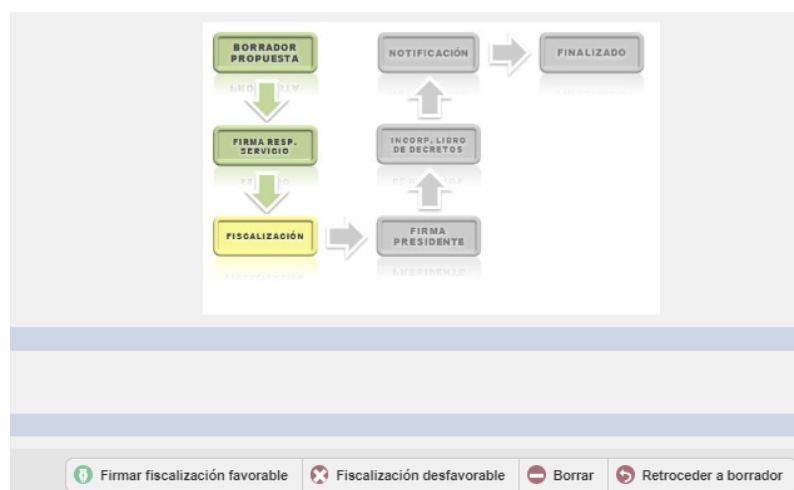 BORRADOR
PROPUESTA
NOTIFICACIÓN
FINALIZADO
FIRMA RESP.
SERVICIO
INCORP. LIBRO
DE DECRETOS
FISCALIZACIÓN
FIRMA
PRESIDENTE
Firmar fiscalización favorable
Fiscalización desfavorable
Borrar
Retroceder a borrador